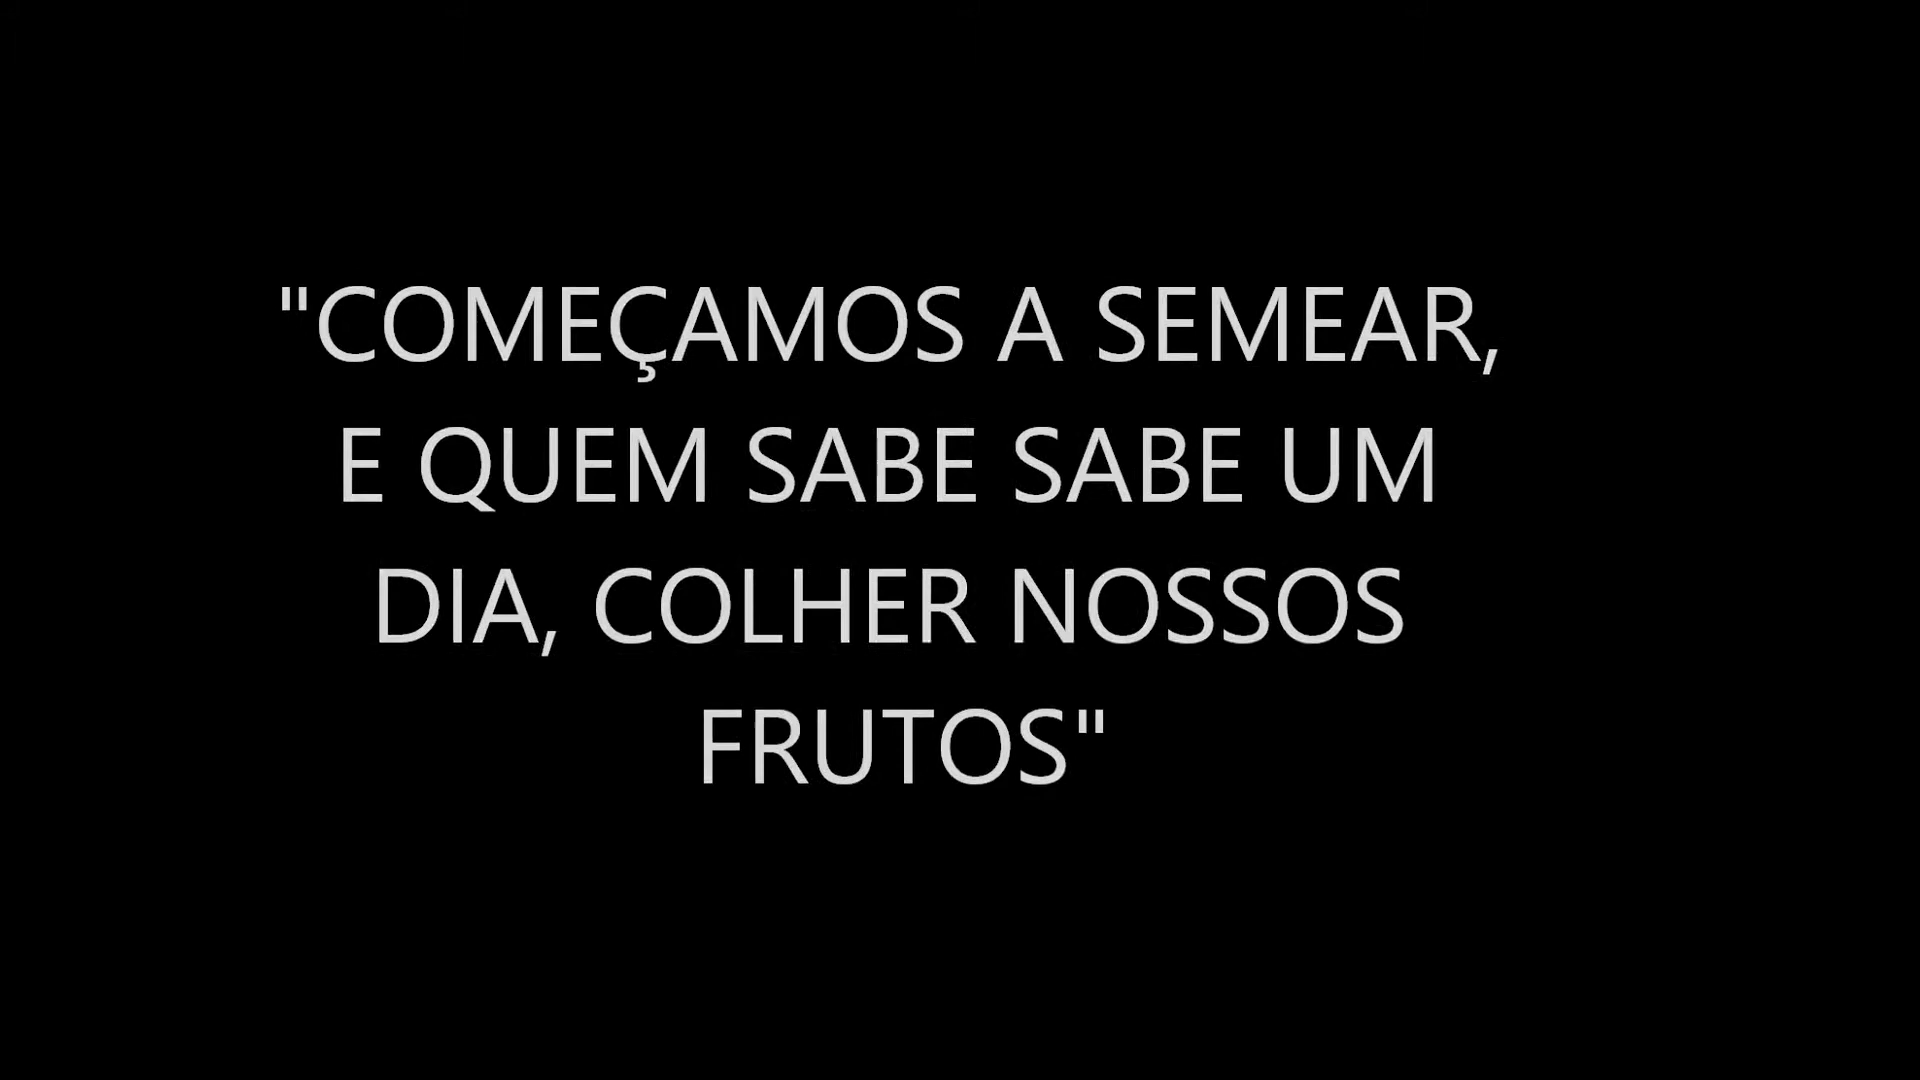 "COMEÇAMOS A SEMEAR,
E QUEM SABE SABE UM
DIA, COLHER NOSSOS
FRUTOS"